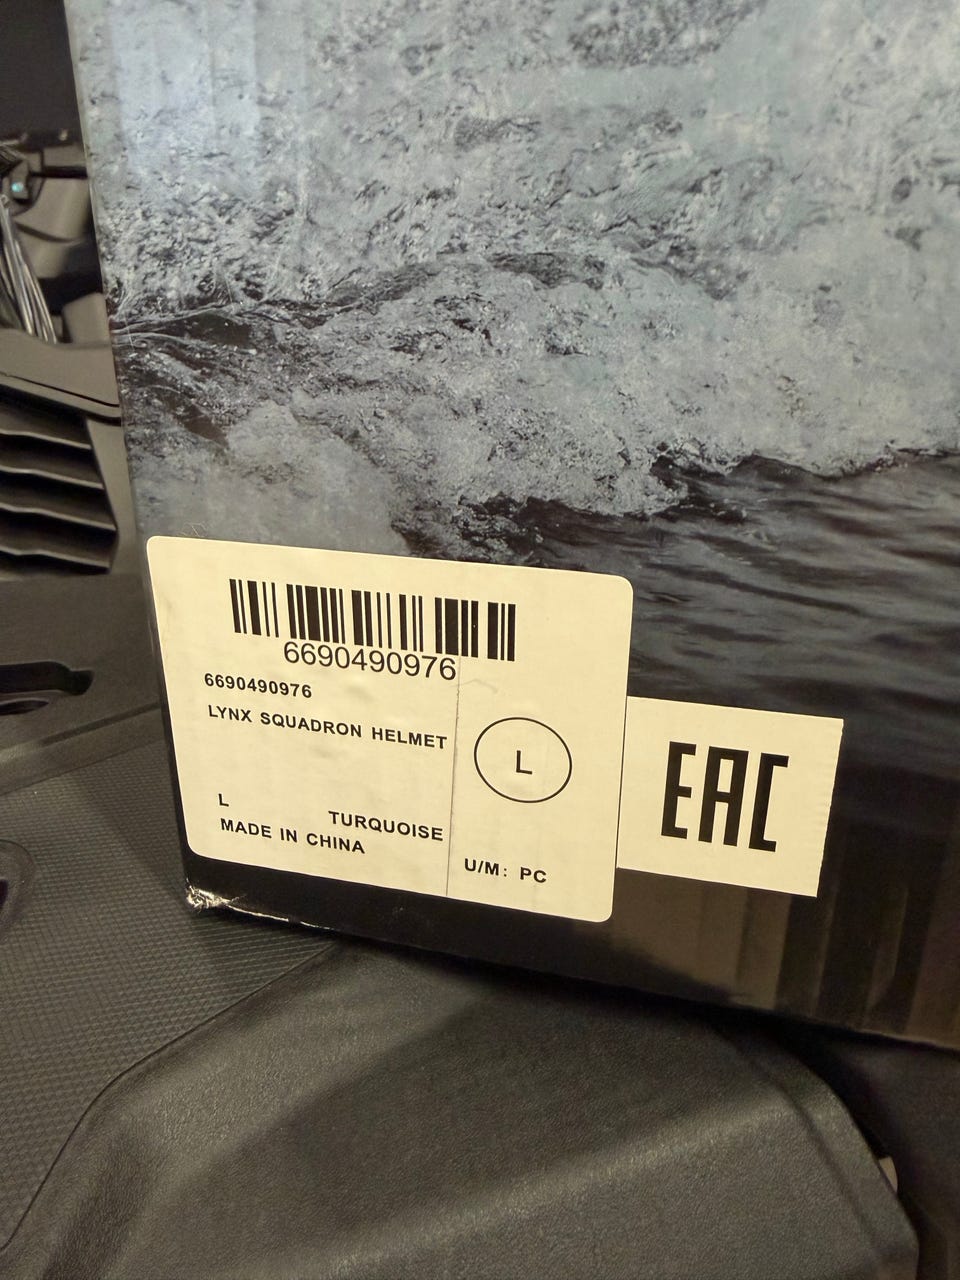 6690490976
6690490976
LYNX SQUADRON HELMET
L
L
TURQUOISE
MADE IN CHINA
U/M: PC
EAC